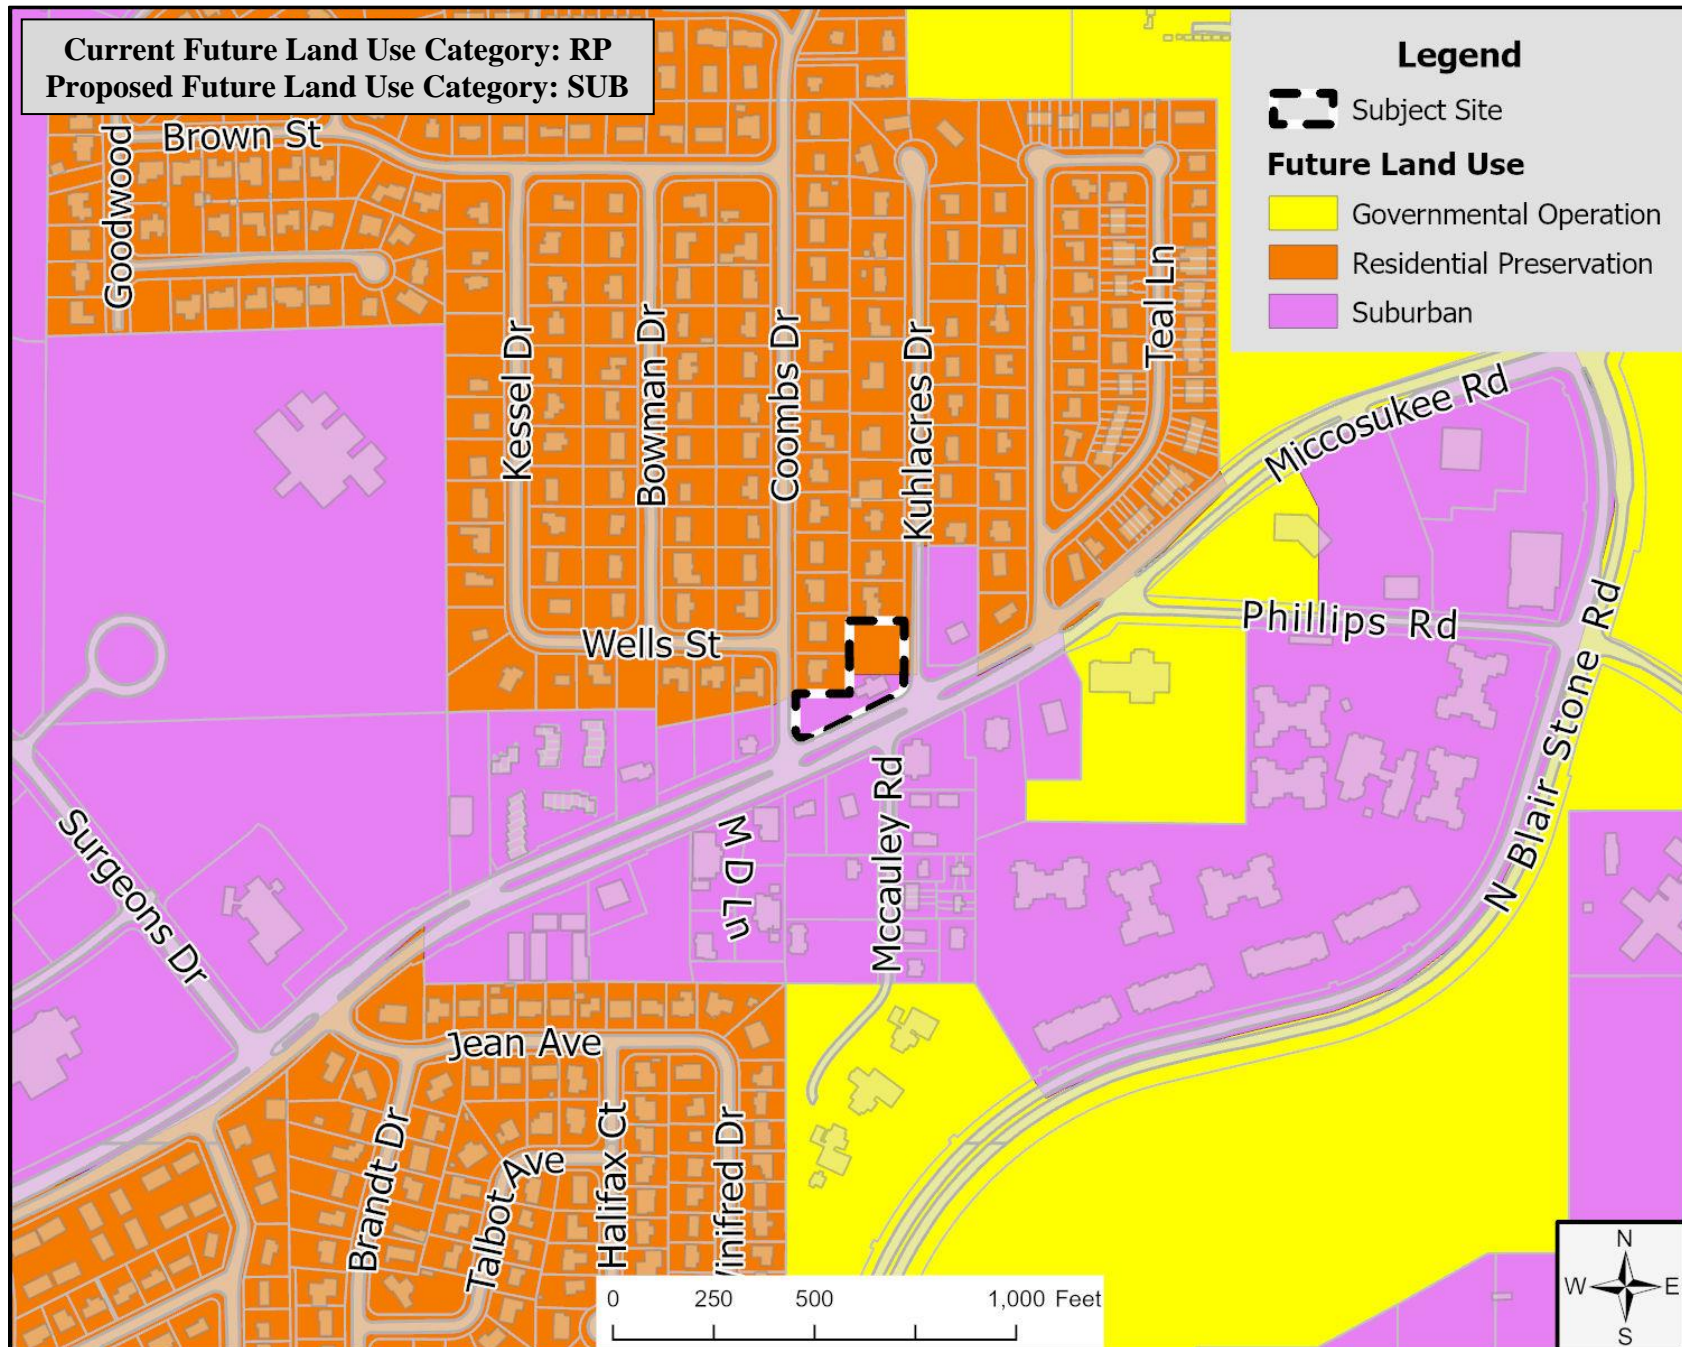 Current Future Land Use Category: RP
Proposed Future Land Use Category: SUB
Legend
Subject Site
Future Land Use
Governmental Operation
Residential Preservation
Suburban
Brown St
Goodwood
Kessel Dr
Bowman Dr
Coombs Dr
Kuhlacres Dr
Teal Ln
Miccosukee Rd
Phillips Rd
Wells St
N Blair Stone Rd
Surgeons Dr
M D Ln
Mccauley Rd
Jean Ave
Brandt Dr
Talbot Ave
Halifax Ct
inifred Dr
0 250 500 1,000 Feet
N
W E
S